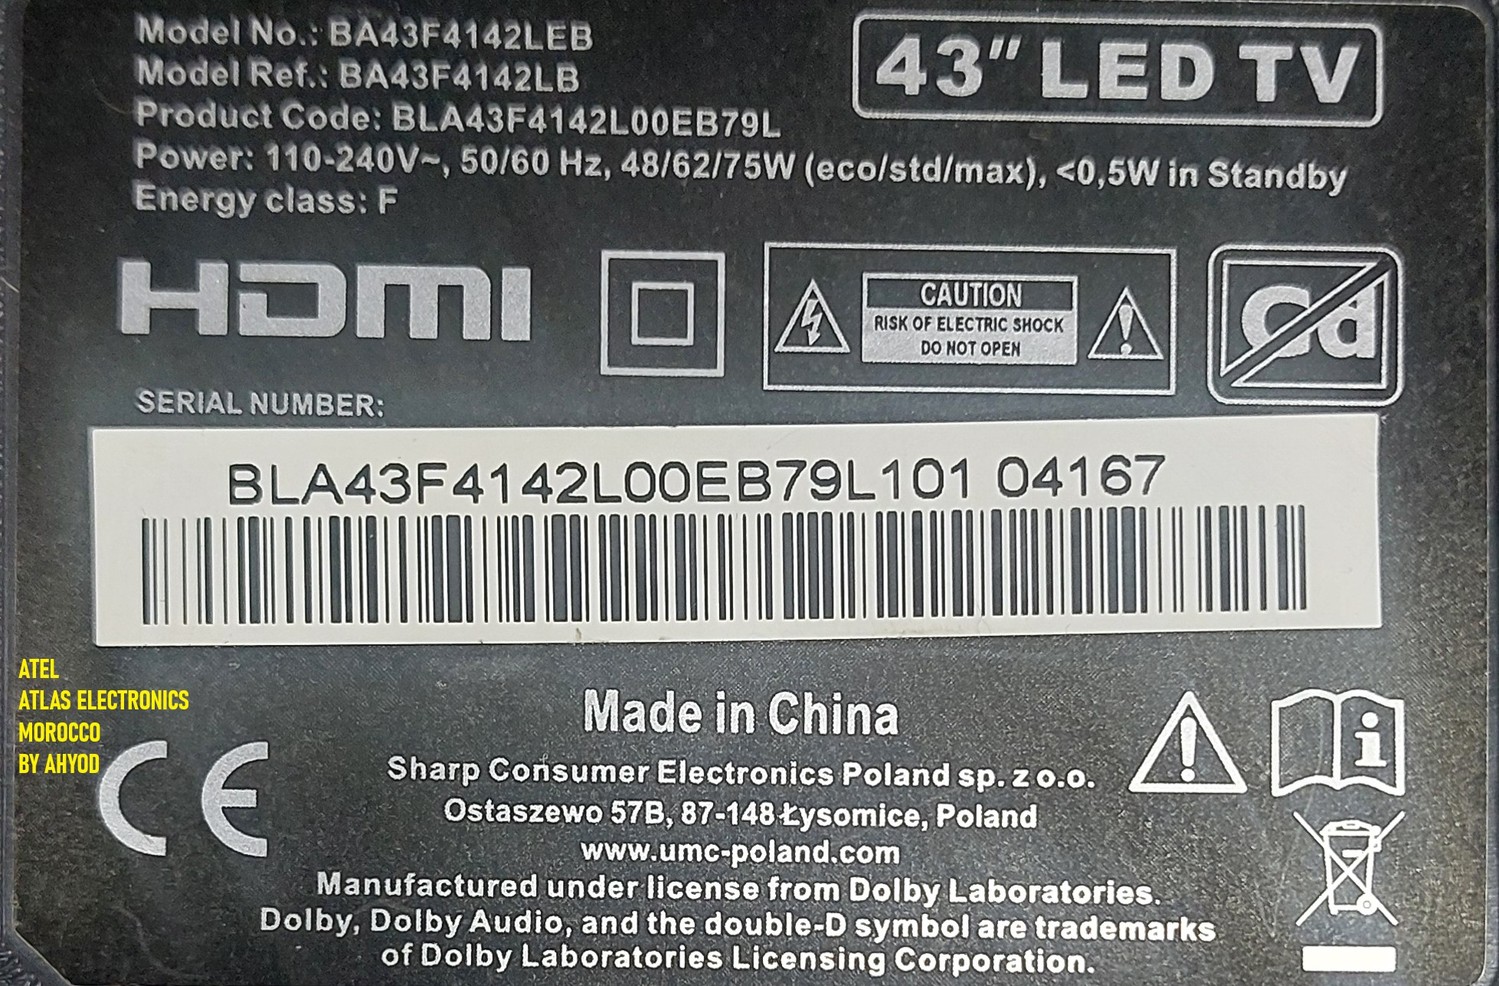 Model No.: BA43F4142LEB
Model Ref.: BA43F4142LB
Product Code: BLA43F4142L00EB79L
Power: 110-240V~, 50/60 Hz, 48/62/75W (eco/std/max), <0,5W in Standby
Energy class: F
43" LED TV
HDMI
CAUTION
RISK OF ELECTRIC SHOCK
DO NOT OPEN
Cd
SERIAL NUMBER:
BLA43F4142L00EB79L101 04167
ATEL
ATLAS ELECTRONICS
MOROCCO
BY AHYOD
CE
Made in China
Sharp Consumer Electronics Poland sp. z o.o.
Ostaszewo 57B, 87-148 Łysomice, Poland
www.umc-poland.com
Manufactured under license from Dolby Laboratories.
Dolby, Dolby Audio, and the double-D symbol are trademarks
of Dolby Laboratories Licensing Corporation.